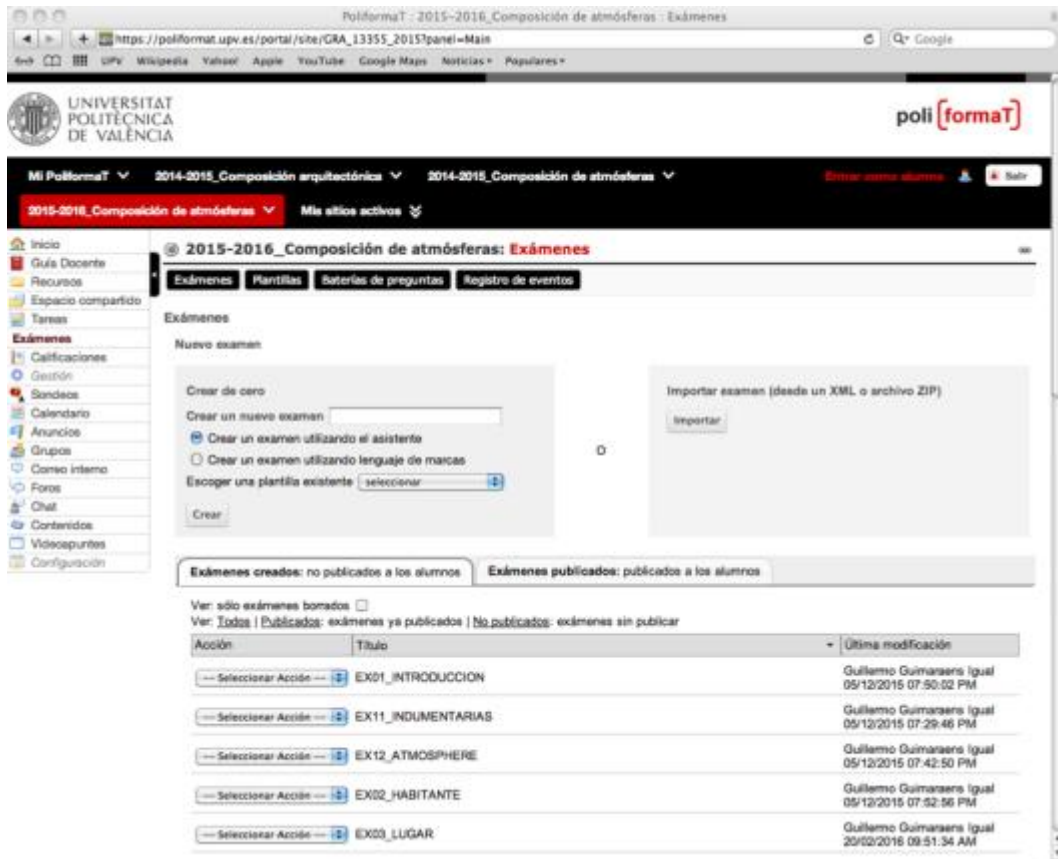 PoliformaT : 2015-2016_Composición de atmósferas : Exámenes
https://poliformat.upv.es/portal/site/GRA_13355_2015?panel=Main
Google
UPV Wikipedia Yahoo! Apple YouTube Google Maps Noticias Populares
UNIVERSITAT
POLITÈCNICA
DE VALÈNCIA
poli [formaT]
Mi PoliformaT 2014-2015_Composición arquitectónica 2014-2015_Composición de atmósferas Entrar como alumno Salir
2015-2016_Composición de atmósferas Mis sitios activos
Inicio
Guía Docente
Recursos
Espacio compartido
Tareas
Exámenes
Calificaciones
Gestión
Sondeos
Calendario
Anuncios
Grupos
Correo interno
Foros
Chat
Contenidos
Videoapuntes
Configuración
2015-2016_Composición de atmósferas: Exámenes
Exámenes Plantillas Baterías de preguntas Registro de eventos
Exámenes
Nuevo examen
Crear de cero
Crear un nuevo examen
Crear un examen utilizando el asistente
Crear un examen utilizando lenguaje de marcas
Escoger una plantilla existente seleccionar
Crear
O
Importar examen (desde un XML o archivo ZIP)
Importar
Exámenes creados: no publicados a los alumnos Exámenes publicados: publicados a los alumnos
Ver: sólo exámenes borrados
Ver: Todos | Publicados: exámenes ya publicados | No publicados: exámenes sin publicar
Acción Título Última modificación
--- Seleccionar Acción --- EX01_INTRODUCCION Guillermo Guimaraens Igual
05/12/2015 07:50:02 PM
--- Seleccionar Acción --- EX11_INDUMENTARIAS Guillermo Guimaraens Igual
05/12/2015 07:29:46 PM
--- Seleccionar Acción --- EX12_ATMOSPHERE Guillermo Guimaraens Igual
05/12/2015 07:42:50 PM
--- Seleccionar Acción --- EX02_HABITANTE Guillermo Guimaraens Igual
05/12/2015 07:52:56 PM
--- Seleccionar Acción --- EX03_LUGAR Guillermo Guimaraens Igual
20/02/2016 09:51:34 AM